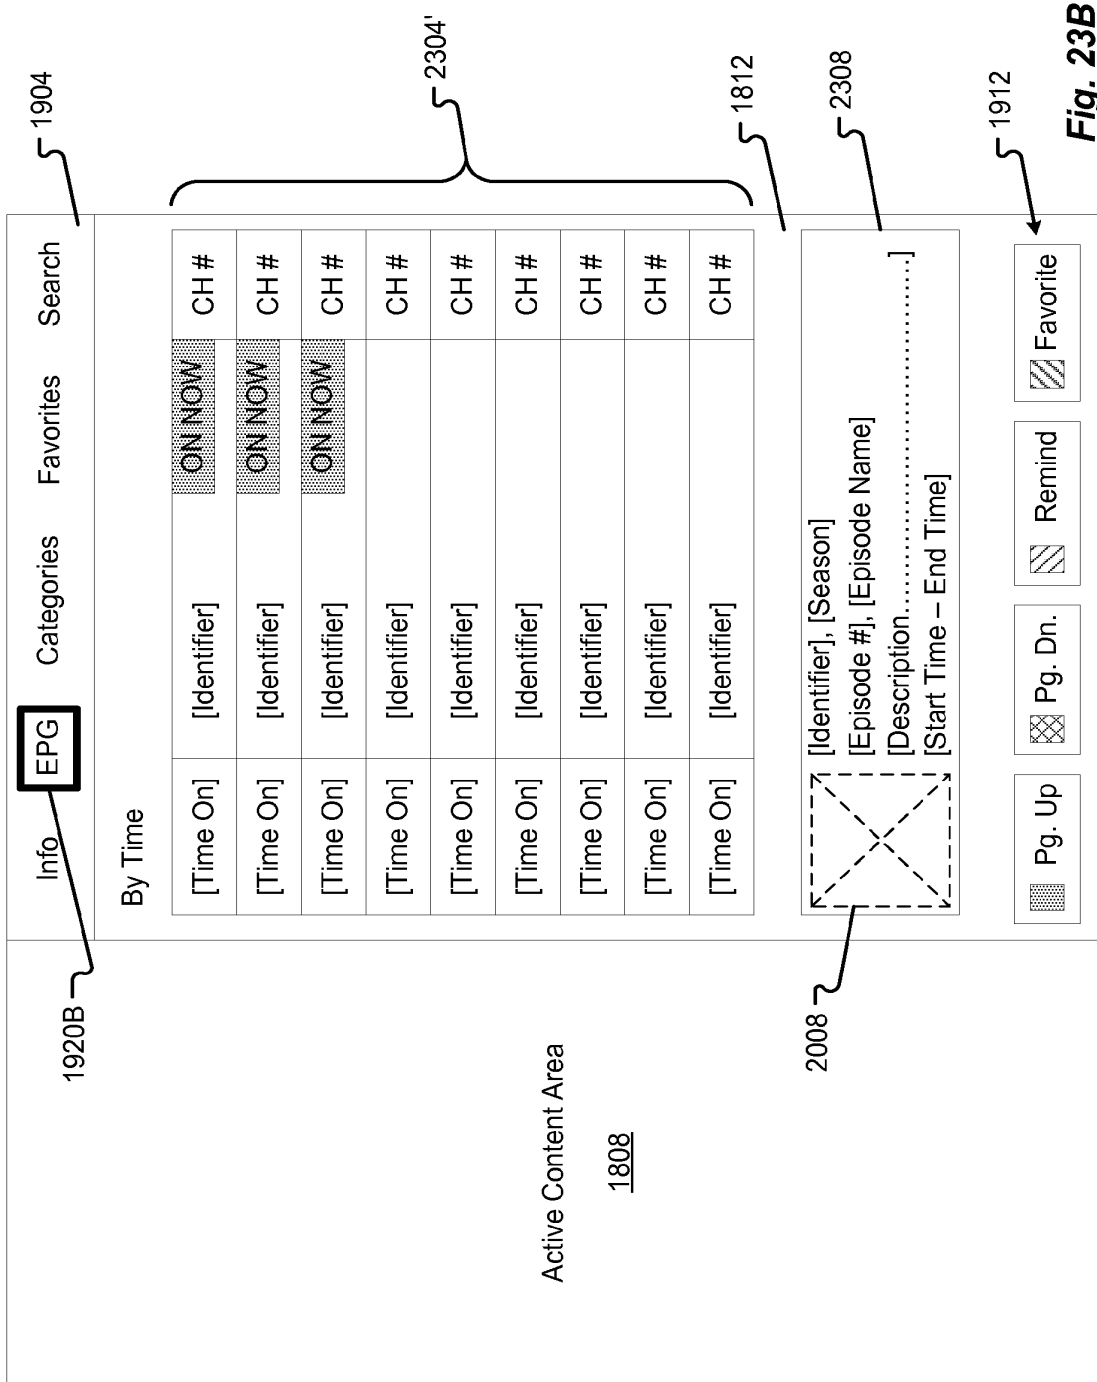 1920B
1904
Info EPG Categories Favorites Search
By Time
[Time On] [Identifier] ON NOW CH #
[Time On] [Identifier] ON NOW CH #
[Time On] [Identifier] ON NOW CH #
[Time On] [Identifier] CH #
[Time On] [Identifier] CH #
[Time On] [Identifier] CH #
[Time On] [Identifier] CH #
[Time On] [Identifier] CH #
[Time On] [Identifier] CH #
2304'
Active Content Area
1808
1812
[Identifier], [Season]
[Episode #], [Episode Name]
[Description..............................................]
[Start Time – End Time]
2008
2308
Pg. Up Pg. Dn. Remind Favorite
1912
Fig. 23B